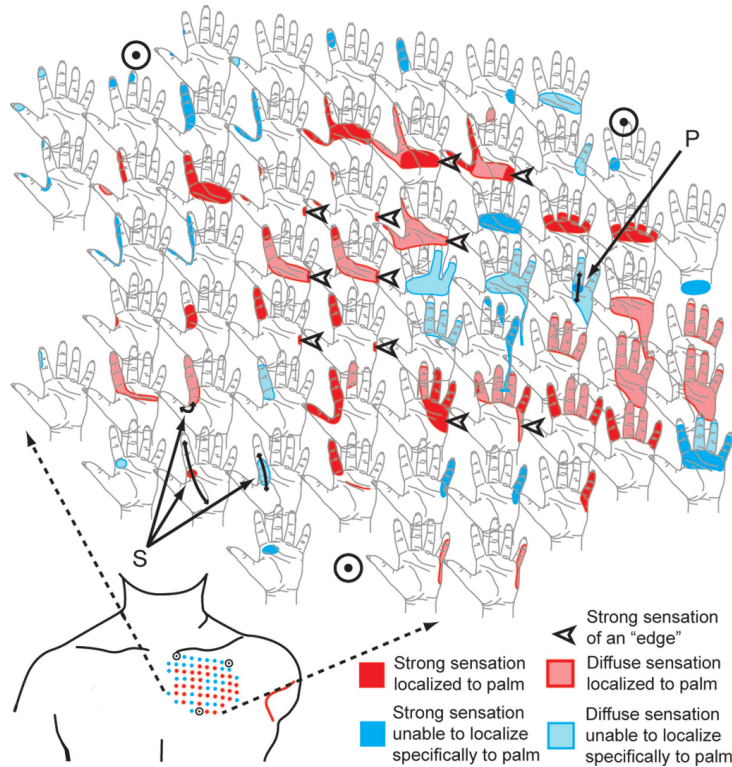 P
S
Strong sensation
of an "edge"
Strong sensation
localized to palm
Diffuse sensation
localized to palm
Strong sensation
unable to localize
specifically to palm
Diffuse sensation
unable to localize
specifically to palm